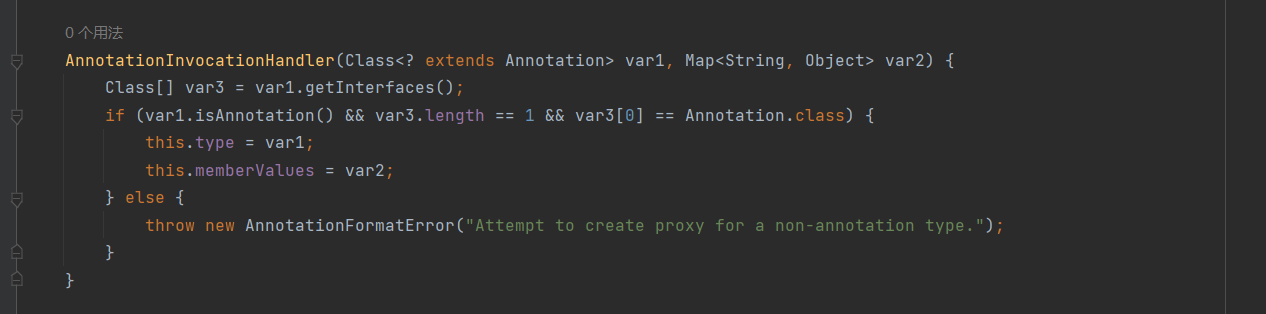 0 个用法
AnnotationInvocationHandler(Class<? extends Annotation> var1, Map<String, Object> var2) {
Class[] var3 = var1.getInterfaces();
if (var1.isAnnotation() && var3.length == 1 && var3[0] == Annotation.class) {
this.type = var1;
this.memberValues = var2;
} else {
throw new AnnotationFormatError("Attempt to create proxy for a non-annotation type.");
}
}